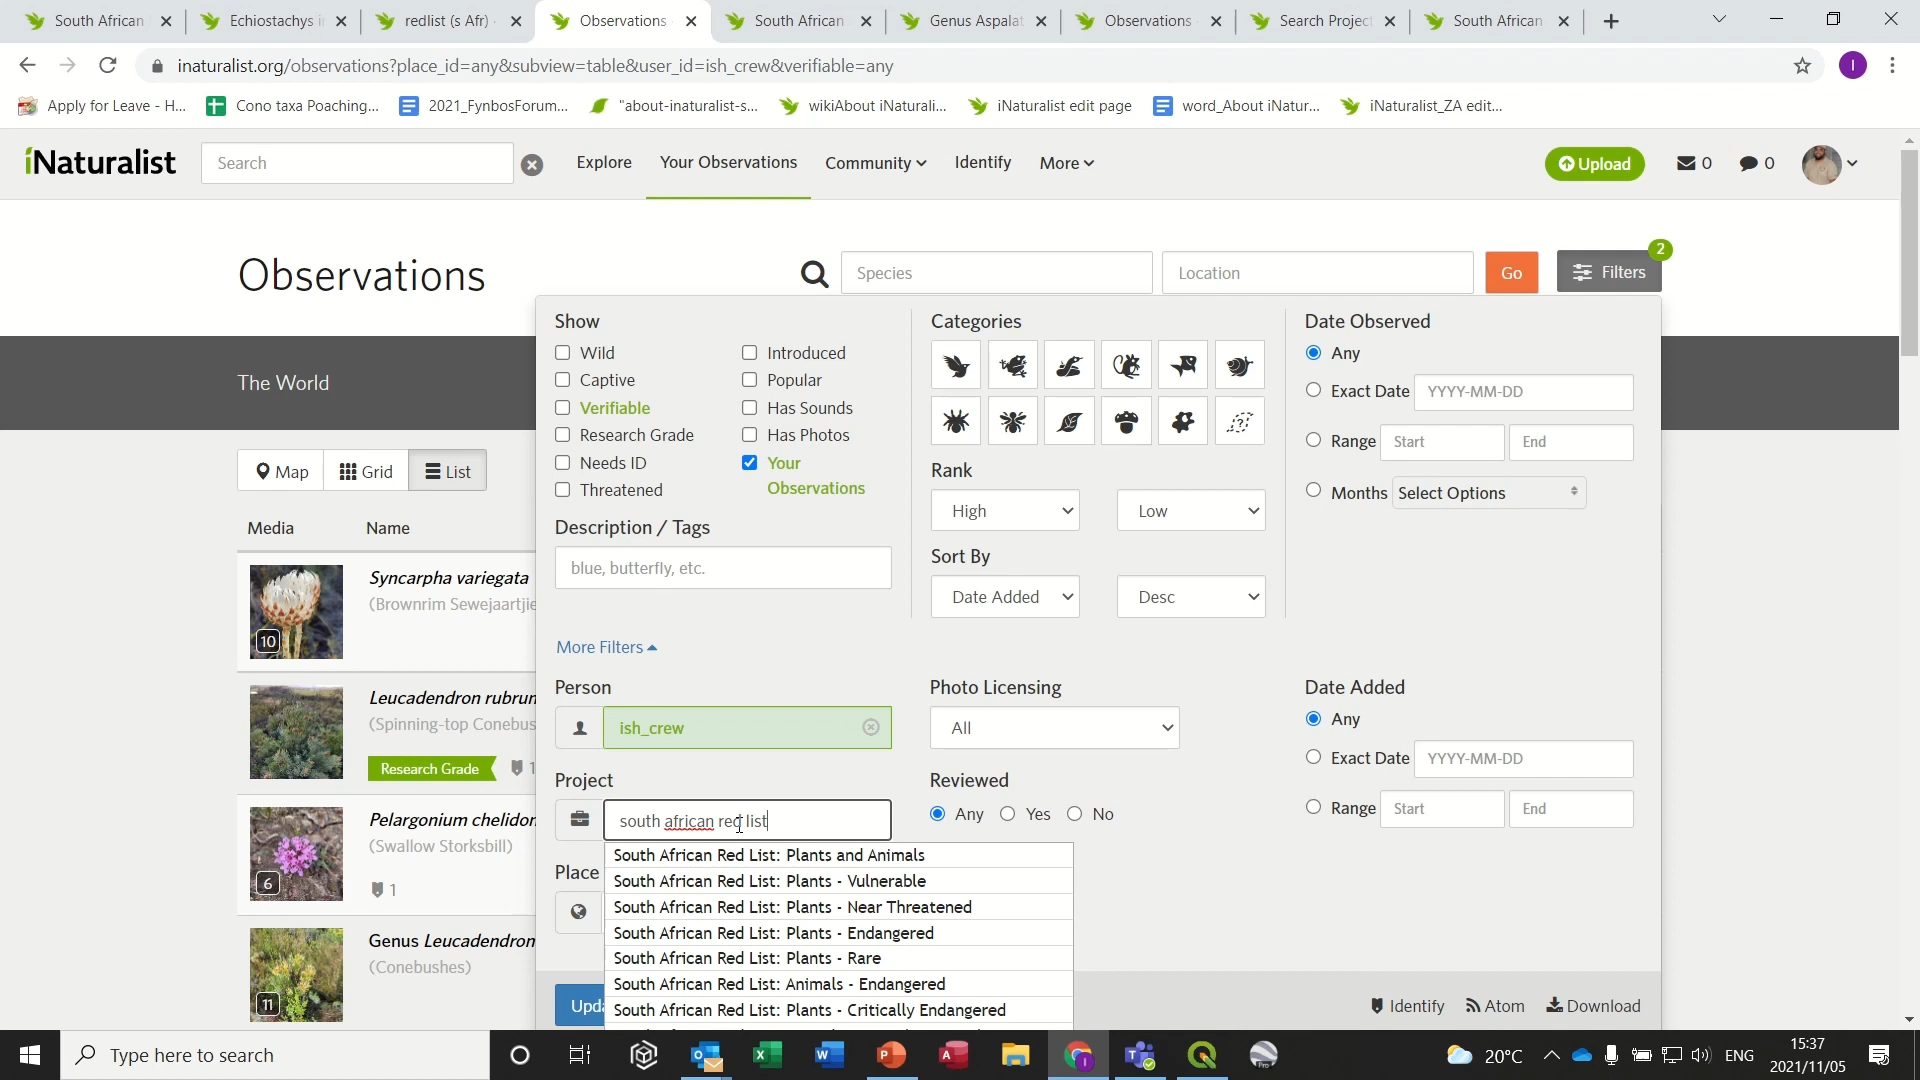 South African
Echiostachys i
redlist (s Afr)
Observations
South African
Genus Aspalat
Observations
Search Project
South African
inaturalist.org/observations?place_id=any&subview=table&user_id=ish_crew&verifiable=any
I
Apply for Leave - H...
Cono taxa Poaching...
2021_FynbosForum...
"about-inaturalist-s...
wikiAbout iNaturali...
iNaturalist edit page
word_About iNatur...
iNaturalist_ZA edit...
iNaturalist
Search
Explore
Your Observations
Community
Identify
More
Upload
0
0
Observations
Species
Location
Go
Filters
2
The World
Map
Grid
List
Media
Name
10
Syncarpha variegata
(Brownrim Sewejaartjie
Leucadendron rubrum
(Spinning-top Conebus
Research Grade
1
6
Pelargonium chelidon
(Swallow Storksbill)
1
11
Genus Leucadendron
(Conebushes)
Show
Wild
Captive
Verifiable
Research Grade
Needs ID
Threatened
Introduced
Popular
Has Sounds
Has Photos
Your
Observations
Description / Tags
blue, butterfly, etc.
Categories
Rank
High
Low
Sort By
Date Added
Desc
Date Observed
Any
Exact Date
YYYY-MM-DD
Range
Start
End
Months
Select Options
More Filters
Person
ish_crew
Project
south african red list
South African Red List: Plants and Animals
South African Red List: Plants - Vulnerable
South African Red List: Plants - Near Threatened
South African Red List: Plants - Endangered
South African Red List: Plants - Rare
South African Red List: Animals - Endangered
South African Red List: Plants - Critically Endangered
Place
Upda
Photo Licensing
All
Reviewed
Any
Yes
No
Date Added
Any
Exact Date
YYYY-MM-DD
Range
Start
End
Identify
Atom
Download
Type here to search
20°C
ENG
15:37
2021/11/05